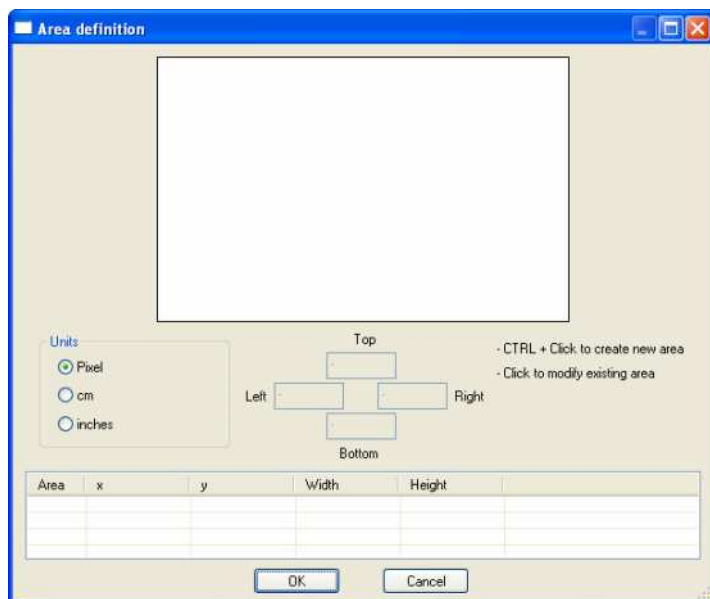 Area definition
Units
Pixel
cm
inches
Top
-
Left
-
-
Right
-
Bottom
- CTRL + Click to create new area
- Click to modify existing area
Area x y Width Height
OK Cancel